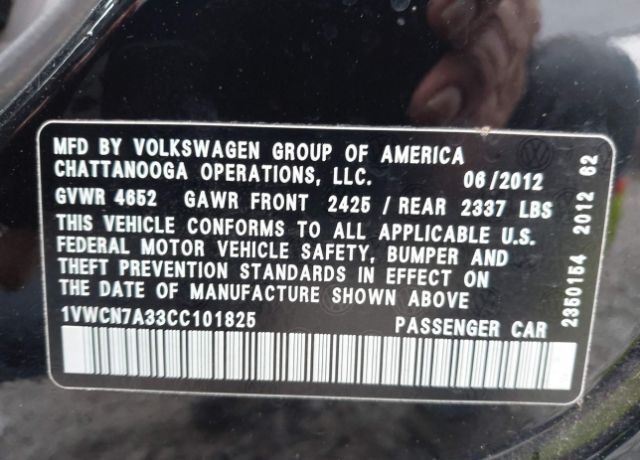 MFD BY VOLKSWAGEN GROUP OF AMERICA
CHATTANOOGA OPERATIONS, LLC. 06/2012
GVWR 4652 GAWR FRONT 2425 / REAR 2337 LBS
THIS VEHICLE CONFORMS TO ALL APPLICABLE U.S.
FEDERAL MOTOR VEHICLE SAFETY, BUMPER AND
THEFT PREVENTION STANDARDS IN EFFECT ON
THE DATE OF MANUFACTURE SHOWN ABOVE
1VWCN7A33CC101825 PASSENGER CAR
2350154 2012 62